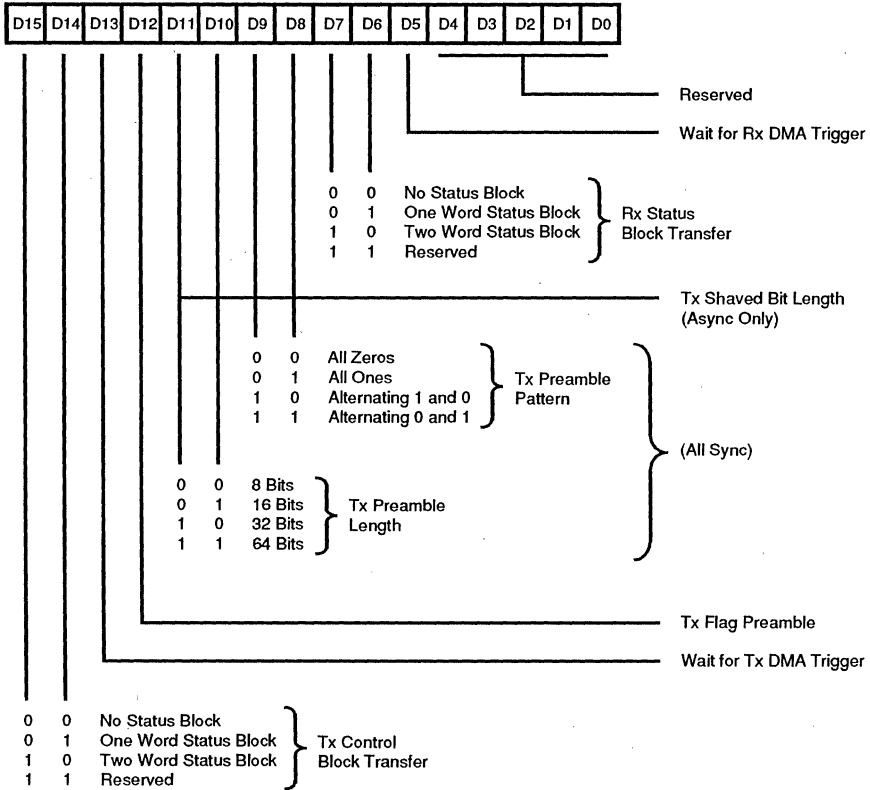 D15 D14 D13 D12 D11 D10 D9 D8 D7 D6 D5 D4 D3 D2 D1 D0
Reserved
Wait for Rx DMA Trigger
0 0 No Status Block
0 1 One Word Status Block
1 0 Two Word Status Block
1 1 Reserved
Rx Status
Block Transfer
Tx Shaved Bit Length
(Async Only)
0 0 All Zeros
0 1 All Ones
1 0 Alternating 1 and 0
1 1 Alternating 0 and 1
Tx Preamble
Pattern
(All Sync)
0 0 8 Bits
0 1 16 Bits
1 0 32 Bits
1 1 64 Bits
Tx Preamble
Length
Tx Flag Preamble
Wait for Tx DMA Trigger
0 0 No Status Block
0 1 One Word Status Block
1 0 Two Word Status Block
1 1 Reserved
Tx Control
Block Transfer